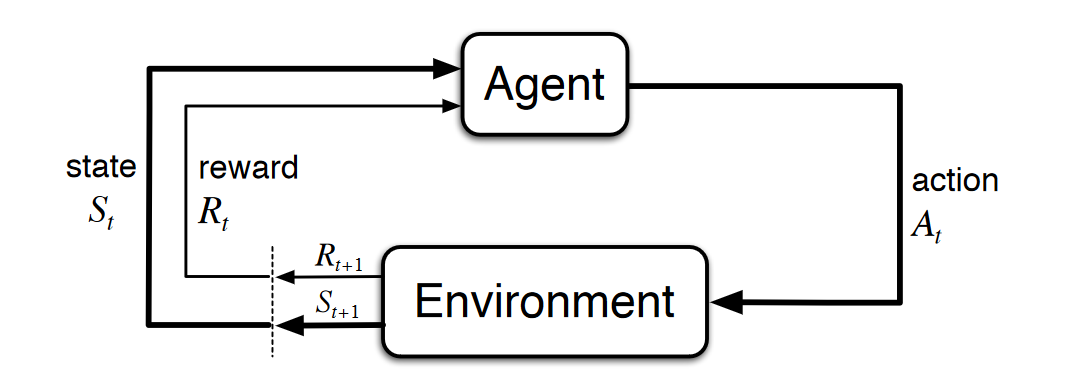 Agent
state
S_t
reward
R_t
action
A_t
R_{t+1}
S_{t+1}
Environment